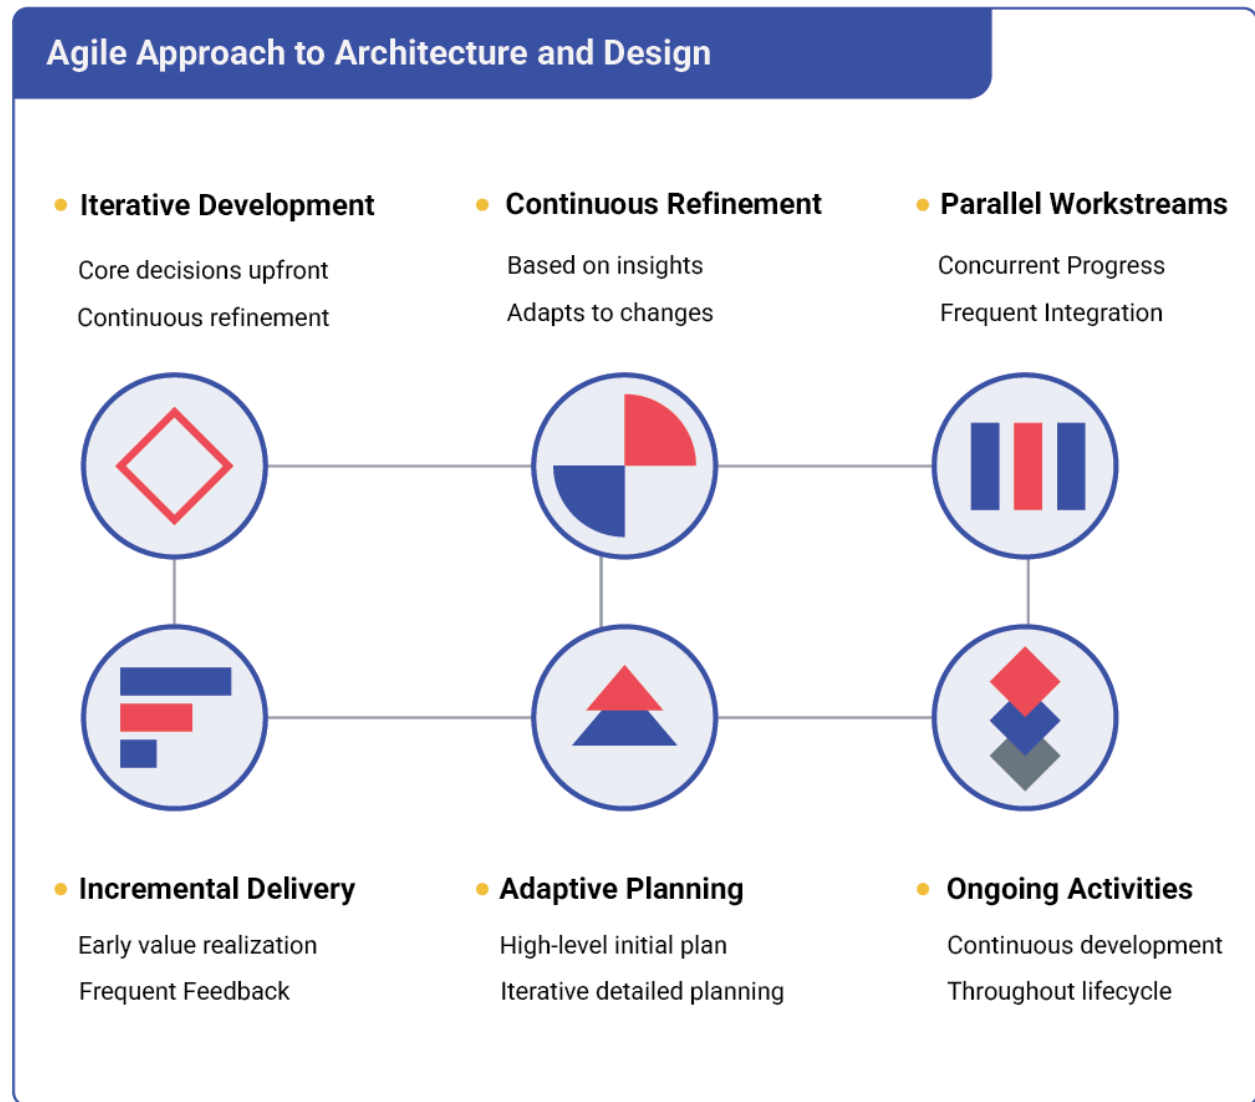 Agile Approach to Architecture and Design
Iterative Development
Core decisions upfront
Continuous refinement
Continuous Refinement
Based on insights
Adapts to changes
Parallel Workstreams
Concurrent Progress
Frequent Integration
Incremental Delivery
Early value realization
Frequent Feedback
Adaptive Planning
High-level initial plan
Iterative detailed planning
Ongoing Activities
Continuous development
Throughout lifecycle